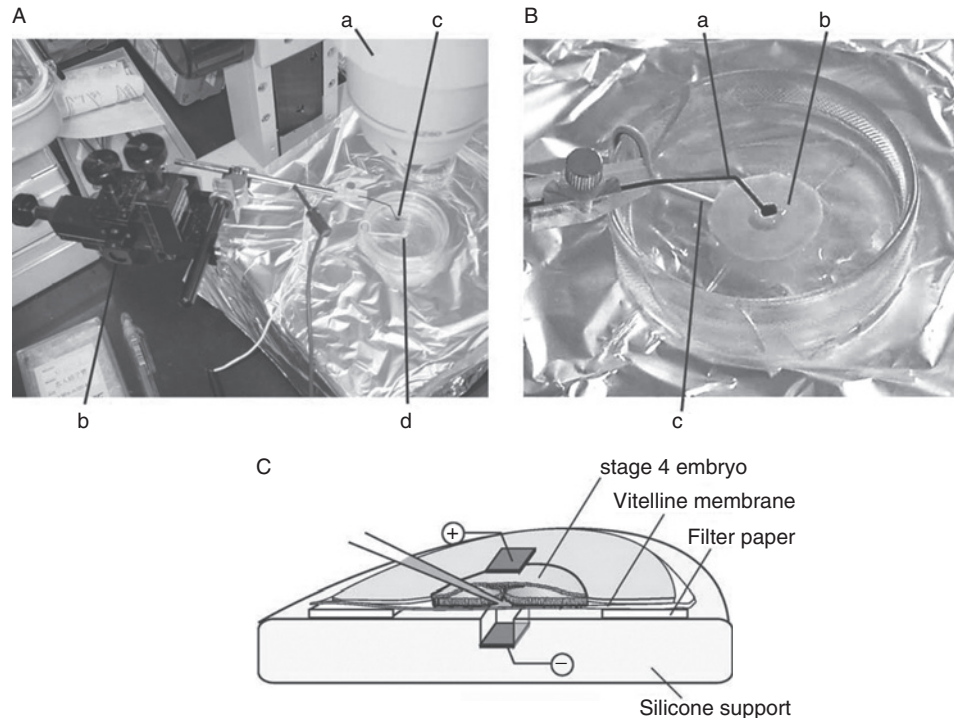 A
a
c
b
d
B
a
b
c
C
stage 4 embryo
Vitelline membrane
Filter paper
+
−
Silicone support